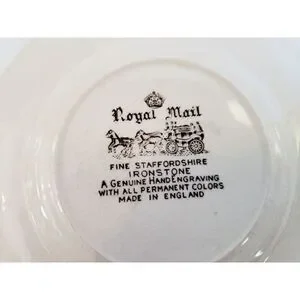 Royal Mail
FINE STAFFORDSHIRE
IRONSTONE
A GENUINE HANDENGRAVING
WITH ALL PERMANENT COLORS
MADE IN ENGLAND